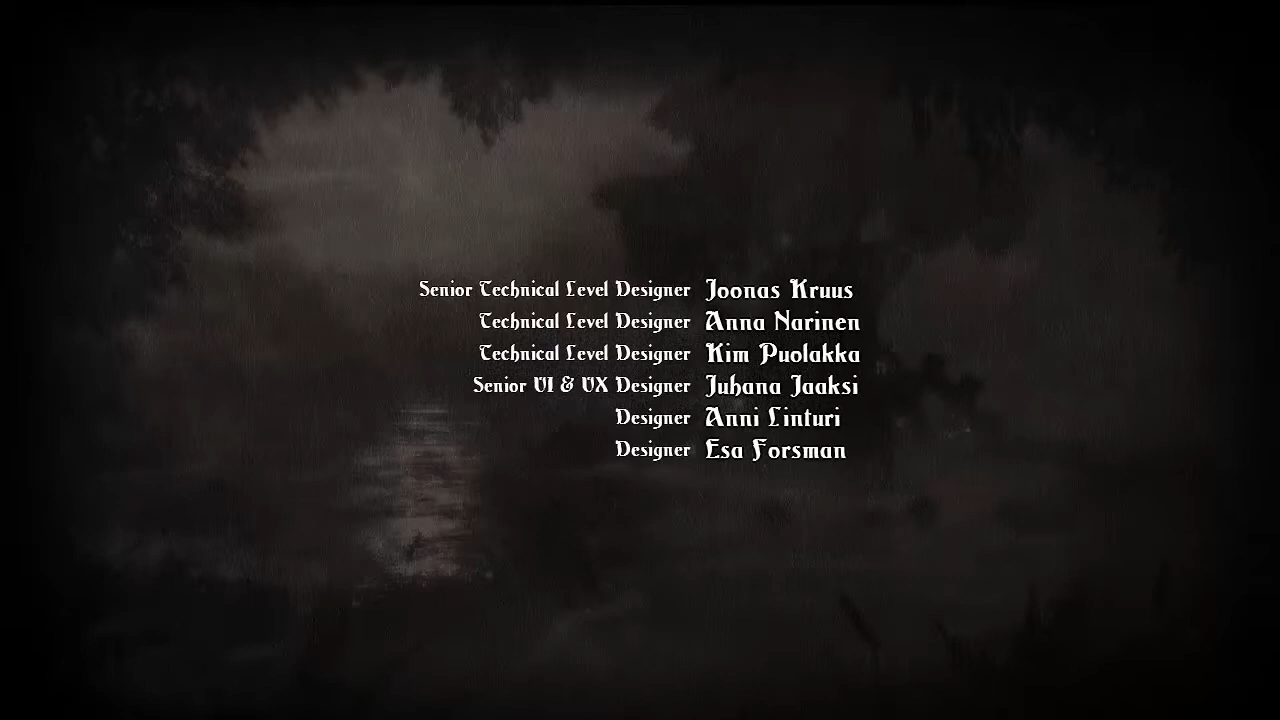 Senior Technical Level Designer Joonas Kruus
Technical Level Designer Anna Narinen
Technical Level Designer Kim Puolakka
Senior UI & UX Designer Juhana Jaaksi
Designer Anni Linturi
Designer Esa Forsman